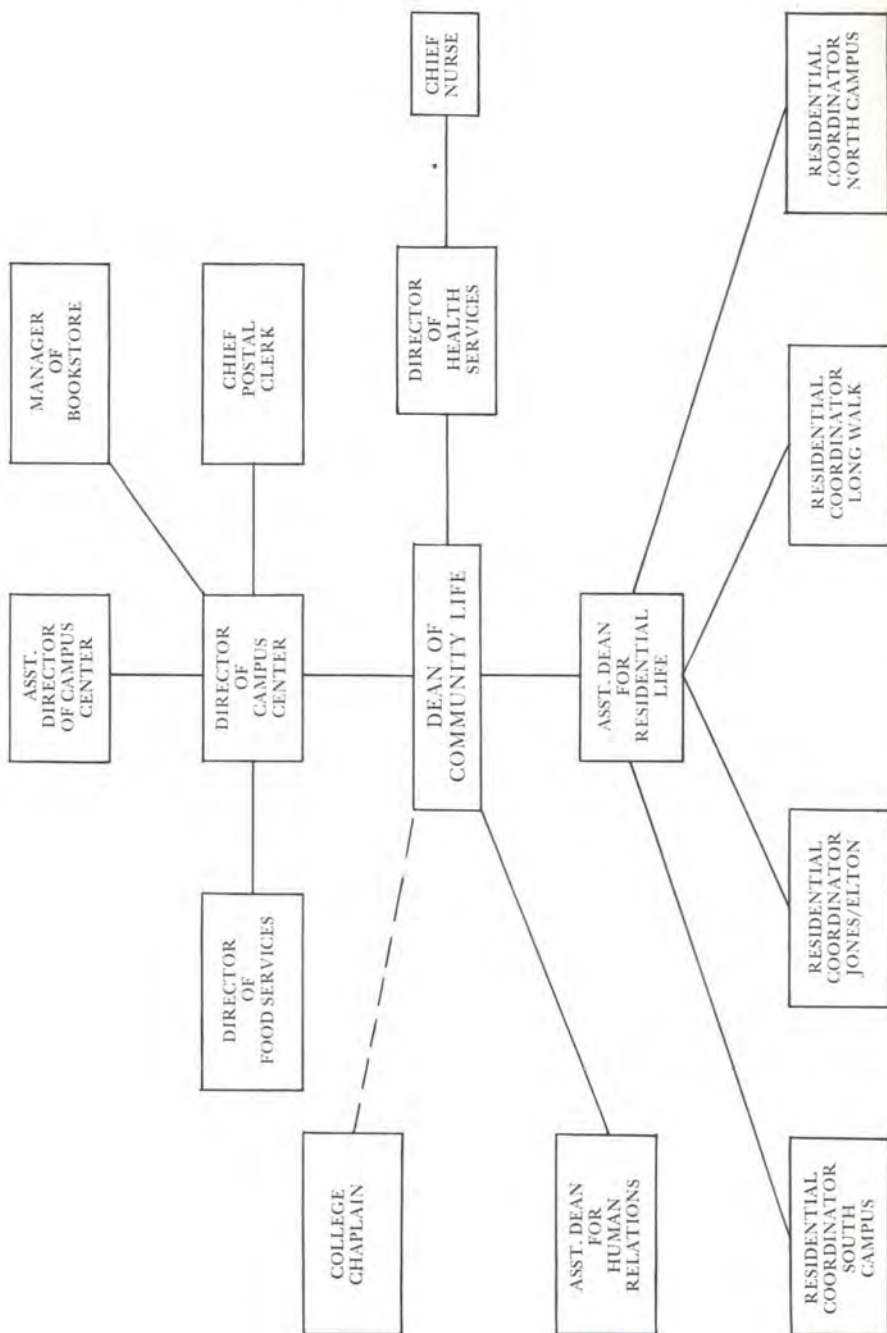 ASST.
DIRECTOR
OF CAMPUS
CENTER
MANAGER
OF
BOOKSTORE
DIRECTOR
OF
FOOD SERVICES
DIRECTOR
OF
CAMPUS
CENTER
CHIEF
POSTAL
CLERK
COLLEGE
CHAPLAIN
DEAN OF
COMMUNITY LIFE
DIRECTOR
OF
HEALTH
SERVICES
CHIEF
NURSE
ASST. DEAN
FOR
HUMAN
RELATIONS
ASST. DEAN
FOR
RESIDENTIAL
LIFE
RESIDENTIAL
COORDINATOR
SOUTH
CAMPUS
RESIDENTIAL
COORDINATOR
JONES/ELTON
RESIDENTIAL
COORDINATOR
LONG WALK
RESIDENTIAL
COORDINATOR
NORTH CAMPUS